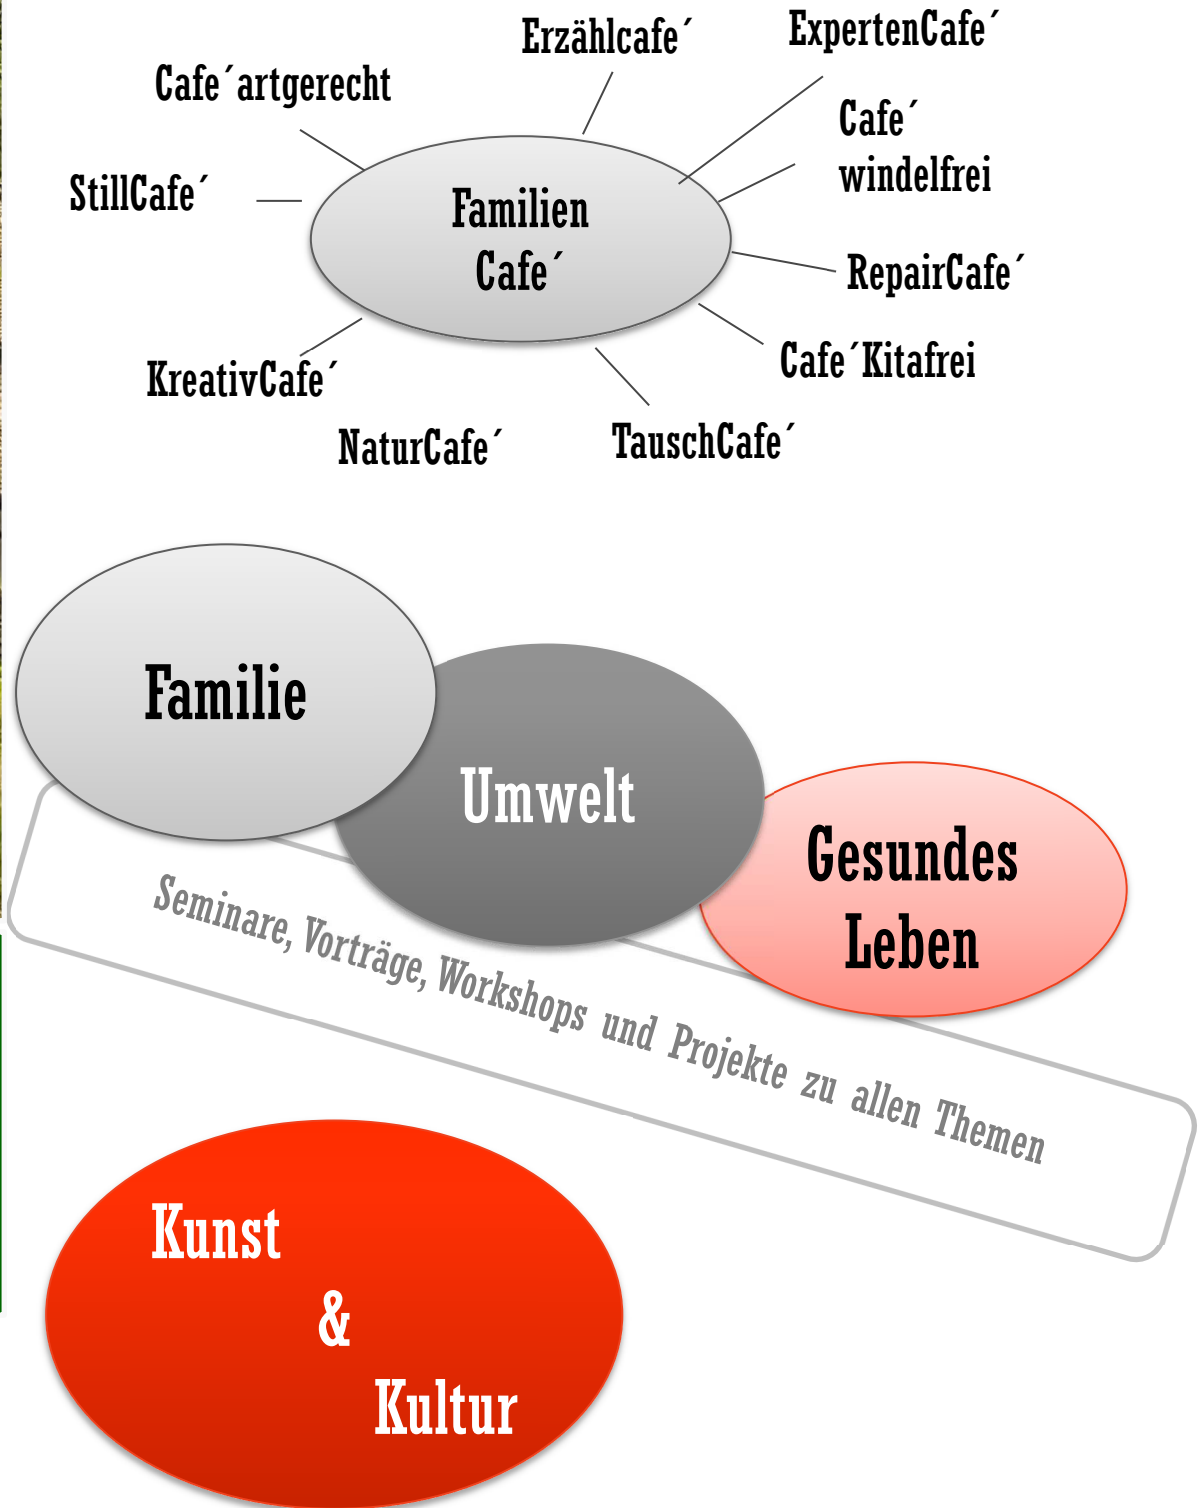 Erzählcafe´
ExpertenCafe´
Cafe´artgerecht
Cafe´
windelfrei
StillCafe´
Familien
Cafe´
RepairCafe´
Cafe´Kitafrei
KreativCafe´
NaturCafe´
TauschCafe´
Familie
Umwelt
Gesundes
Leben
Seminare, Vorträge, Workshops und Projekte zu allen Themen
Kunst
&
Kultur